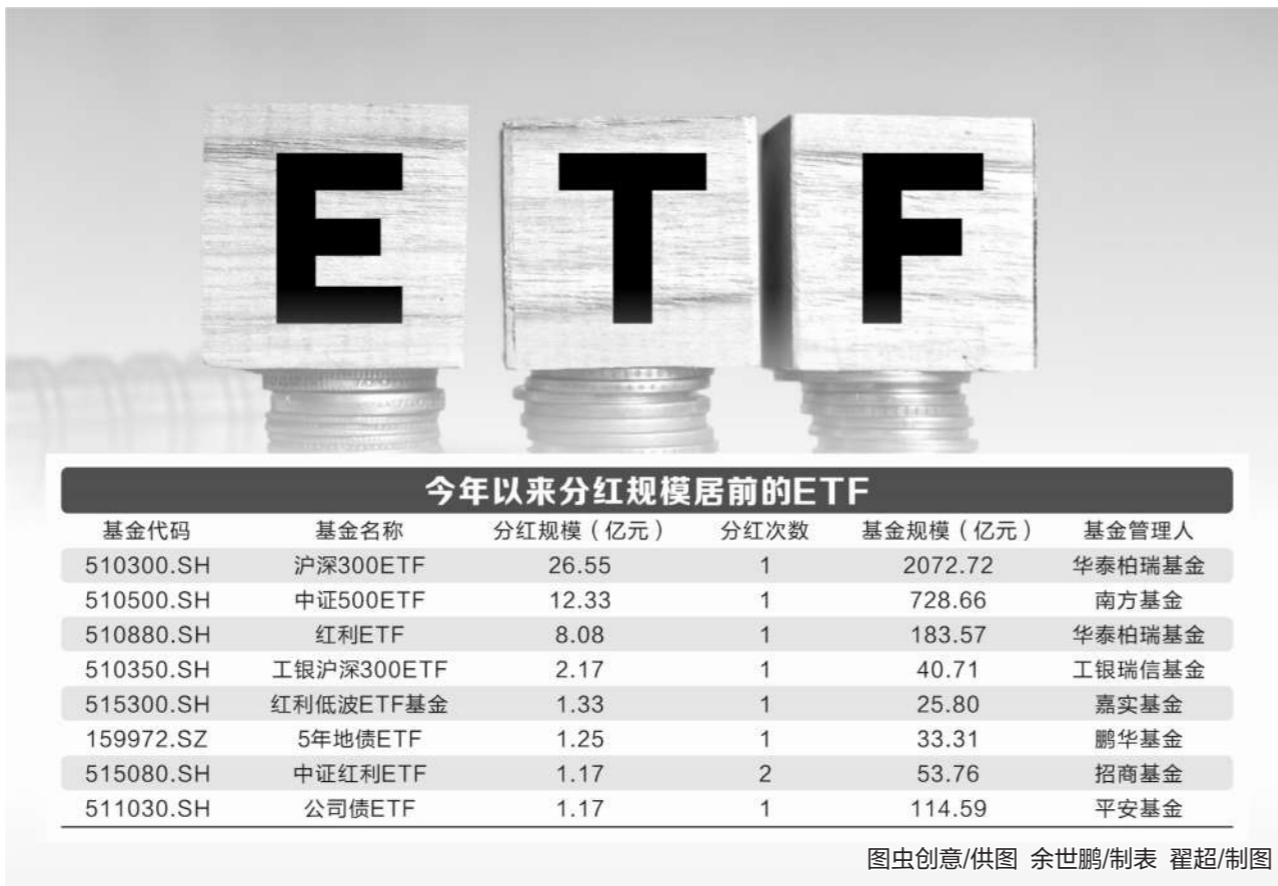 ETF
今年以来分红规模居前的ETF
基金代码 基金名称 分红规模（亿元） 分红次数 基金规模（亿元） 基金管理人
510300.SH 沪深300ETF 26.55 1 2072.72 华泰柏瑞基金
510500.SH 中证500ETF 12.33 1 728.66 南方基金
510880.SH 红利ETF 8.08 1 183.57 华泰柏瑞基金
510350.SH 工银沪深300ETF 2.17 1 40.71 工银瑞信基金
515300.SH 红利低波ETF基金 1.33 1 25.80 嘉实基金
159972.SZ 5年地债ETF 1.25 1 33.31 鹏华基金
515080.SH 中证红利ETF 1.17 2 53.76 招商基金
511030.SH 公司债ETF 1.17 1 114.59 平安基金
图虫创意/供图 余世鹏/制表 翟超/制图